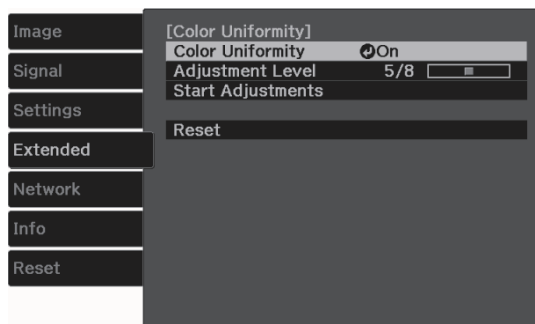 Image
Signal
Settings
Extended
Network
Info
Reset
[Color Uniformity]
Color Uniformity On
Adjustment Level 5/8
Start Adjustments
Reset